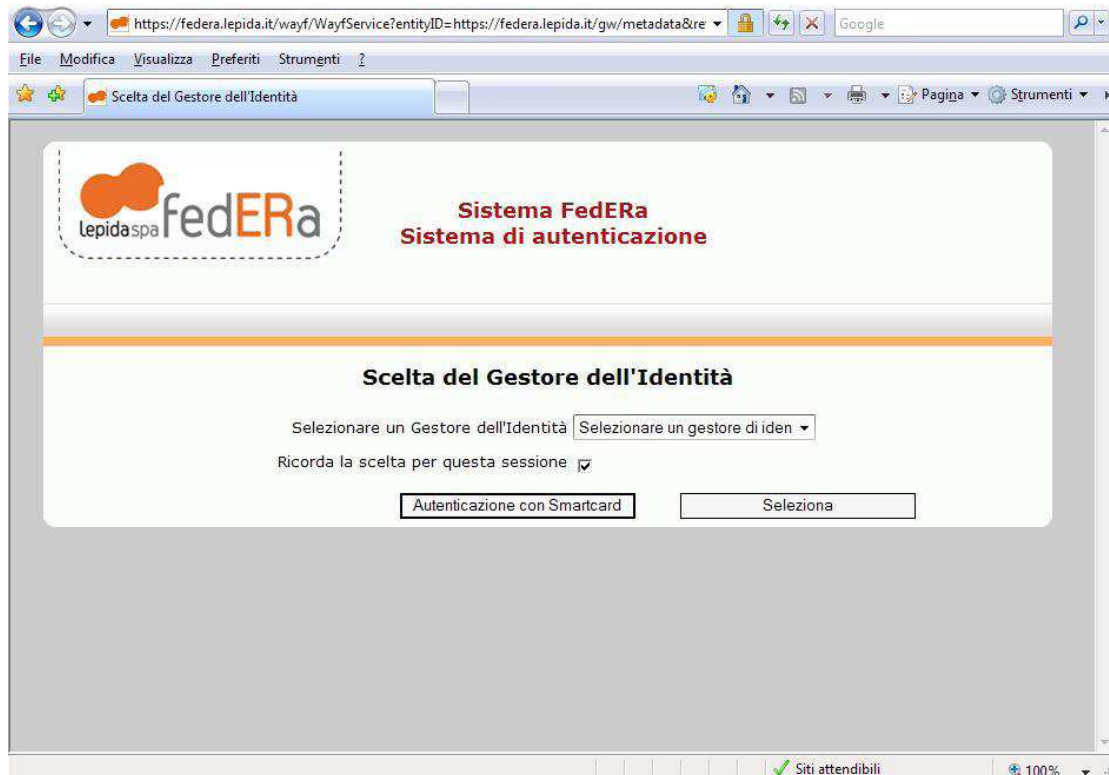 https://federa.lepida.it/wayf/WayfService?entityID=https://federa.lepida.it/gw/metadata&re
Google
File Modifica Visualizza Preferiti Strumenti ?
Scelta del Gestore dell'Identità
Pagina Strumenti
lepidaspa fedERa
Sistema FedERa
Sistema di autenticazione
Scelta del Gestore dell'Identità
Selezionare un Gestore dell'Identità Selezionare un gestore di iden
Ricorda la scelta per questa sessione
Autenticazione con Smartcard Seleziona
Siti attendibili 100%